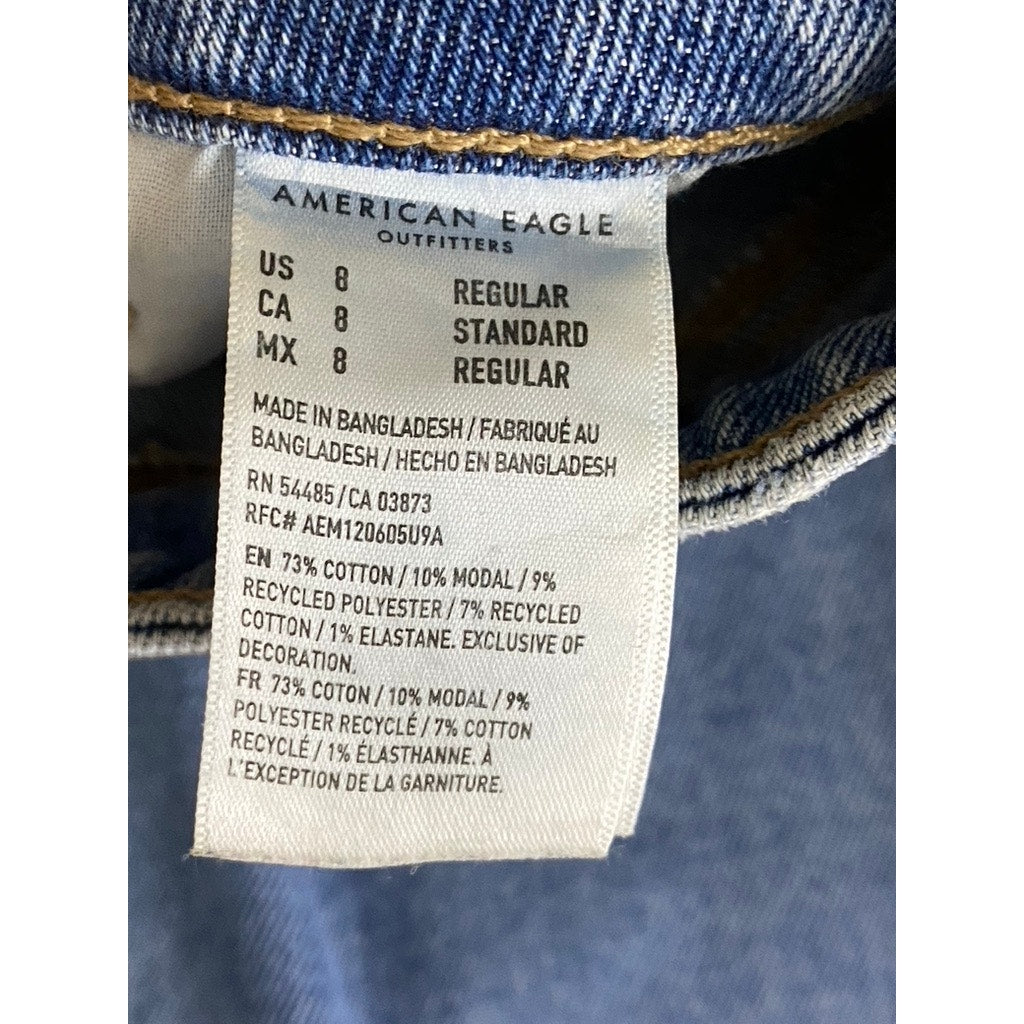 AMERICAN EAGLE
OUTFITTERS
US 8 REGULAR
CA 8 STANDARD
MX 8 REGULAR
MADE IN BANGLADESH / FABRIQUÉ AU
BANGLADESH / HECHO EN BANGLADESH
RN 54485 / CA 03873
RFC# AEM120605U9A
EN 73% COTTON / 10% MODAL / 9%
RECYCLED POLYESTER / 7% RECYCLED
COTTON / 1% ELASTANE. EXCLUSIVE OF
DECORATION.
FR 73% COTON / 10% MODAL / 9%
POLYESTER RECYCLÉ / 7% COTTON
RECYCLÉ / 1% ÉLASTHANNE. À
L'EXCEPTION DE LA GARNITURE.